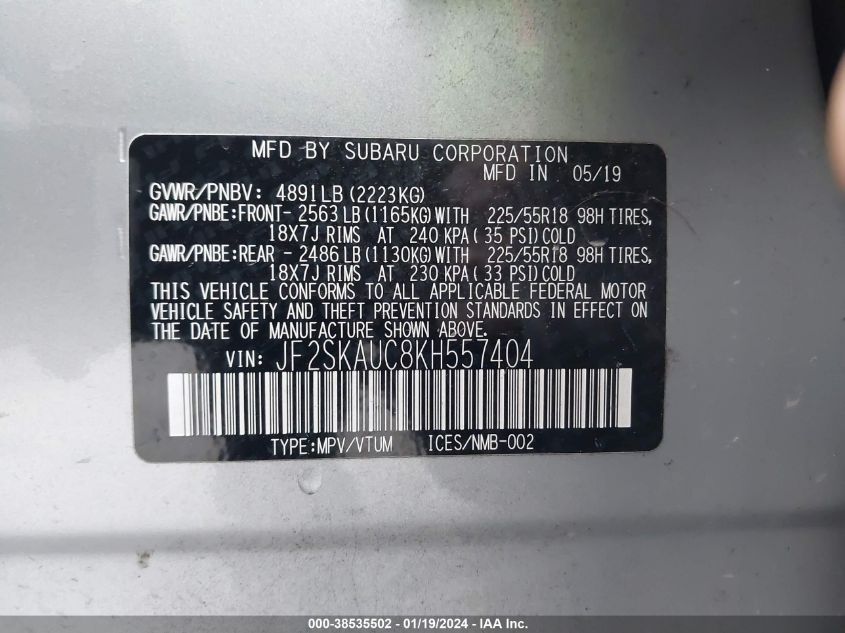 MFD BY SUBARU CORPORATION
MFD IN 05/19
GVWR/PNBV: 4891LB (2223KG)
GAWR/PNBE:FRONT- 2563 LB (1165KG) WITH 225/55R18 98H TIRES,
18X7J RIMS AT 240 KPA ( 35 PSI) COLD
GAWR/PNBE:REAR - 2486 LB (1130KG) WITH 225/55R18 98H TIRES,
18X7J RIMS AT 230 KPA ( 33 PSI) COLD
THIS VEHICLE CONFORMS TO ALL APPLICABLE FEDERAL MOTOR
VEHICLE SAFETY AND THEFT PREVENTION STANDARDS IN EFFECT ON
THE DATE OF MANUFACTURE SHOWN ABOVE.
VIN: JF2SKAUC8KH557404
TYPE:MPV/VTUM ICES/NMB-002
000-38535502 - 01/19/2024 - IAA Inc.